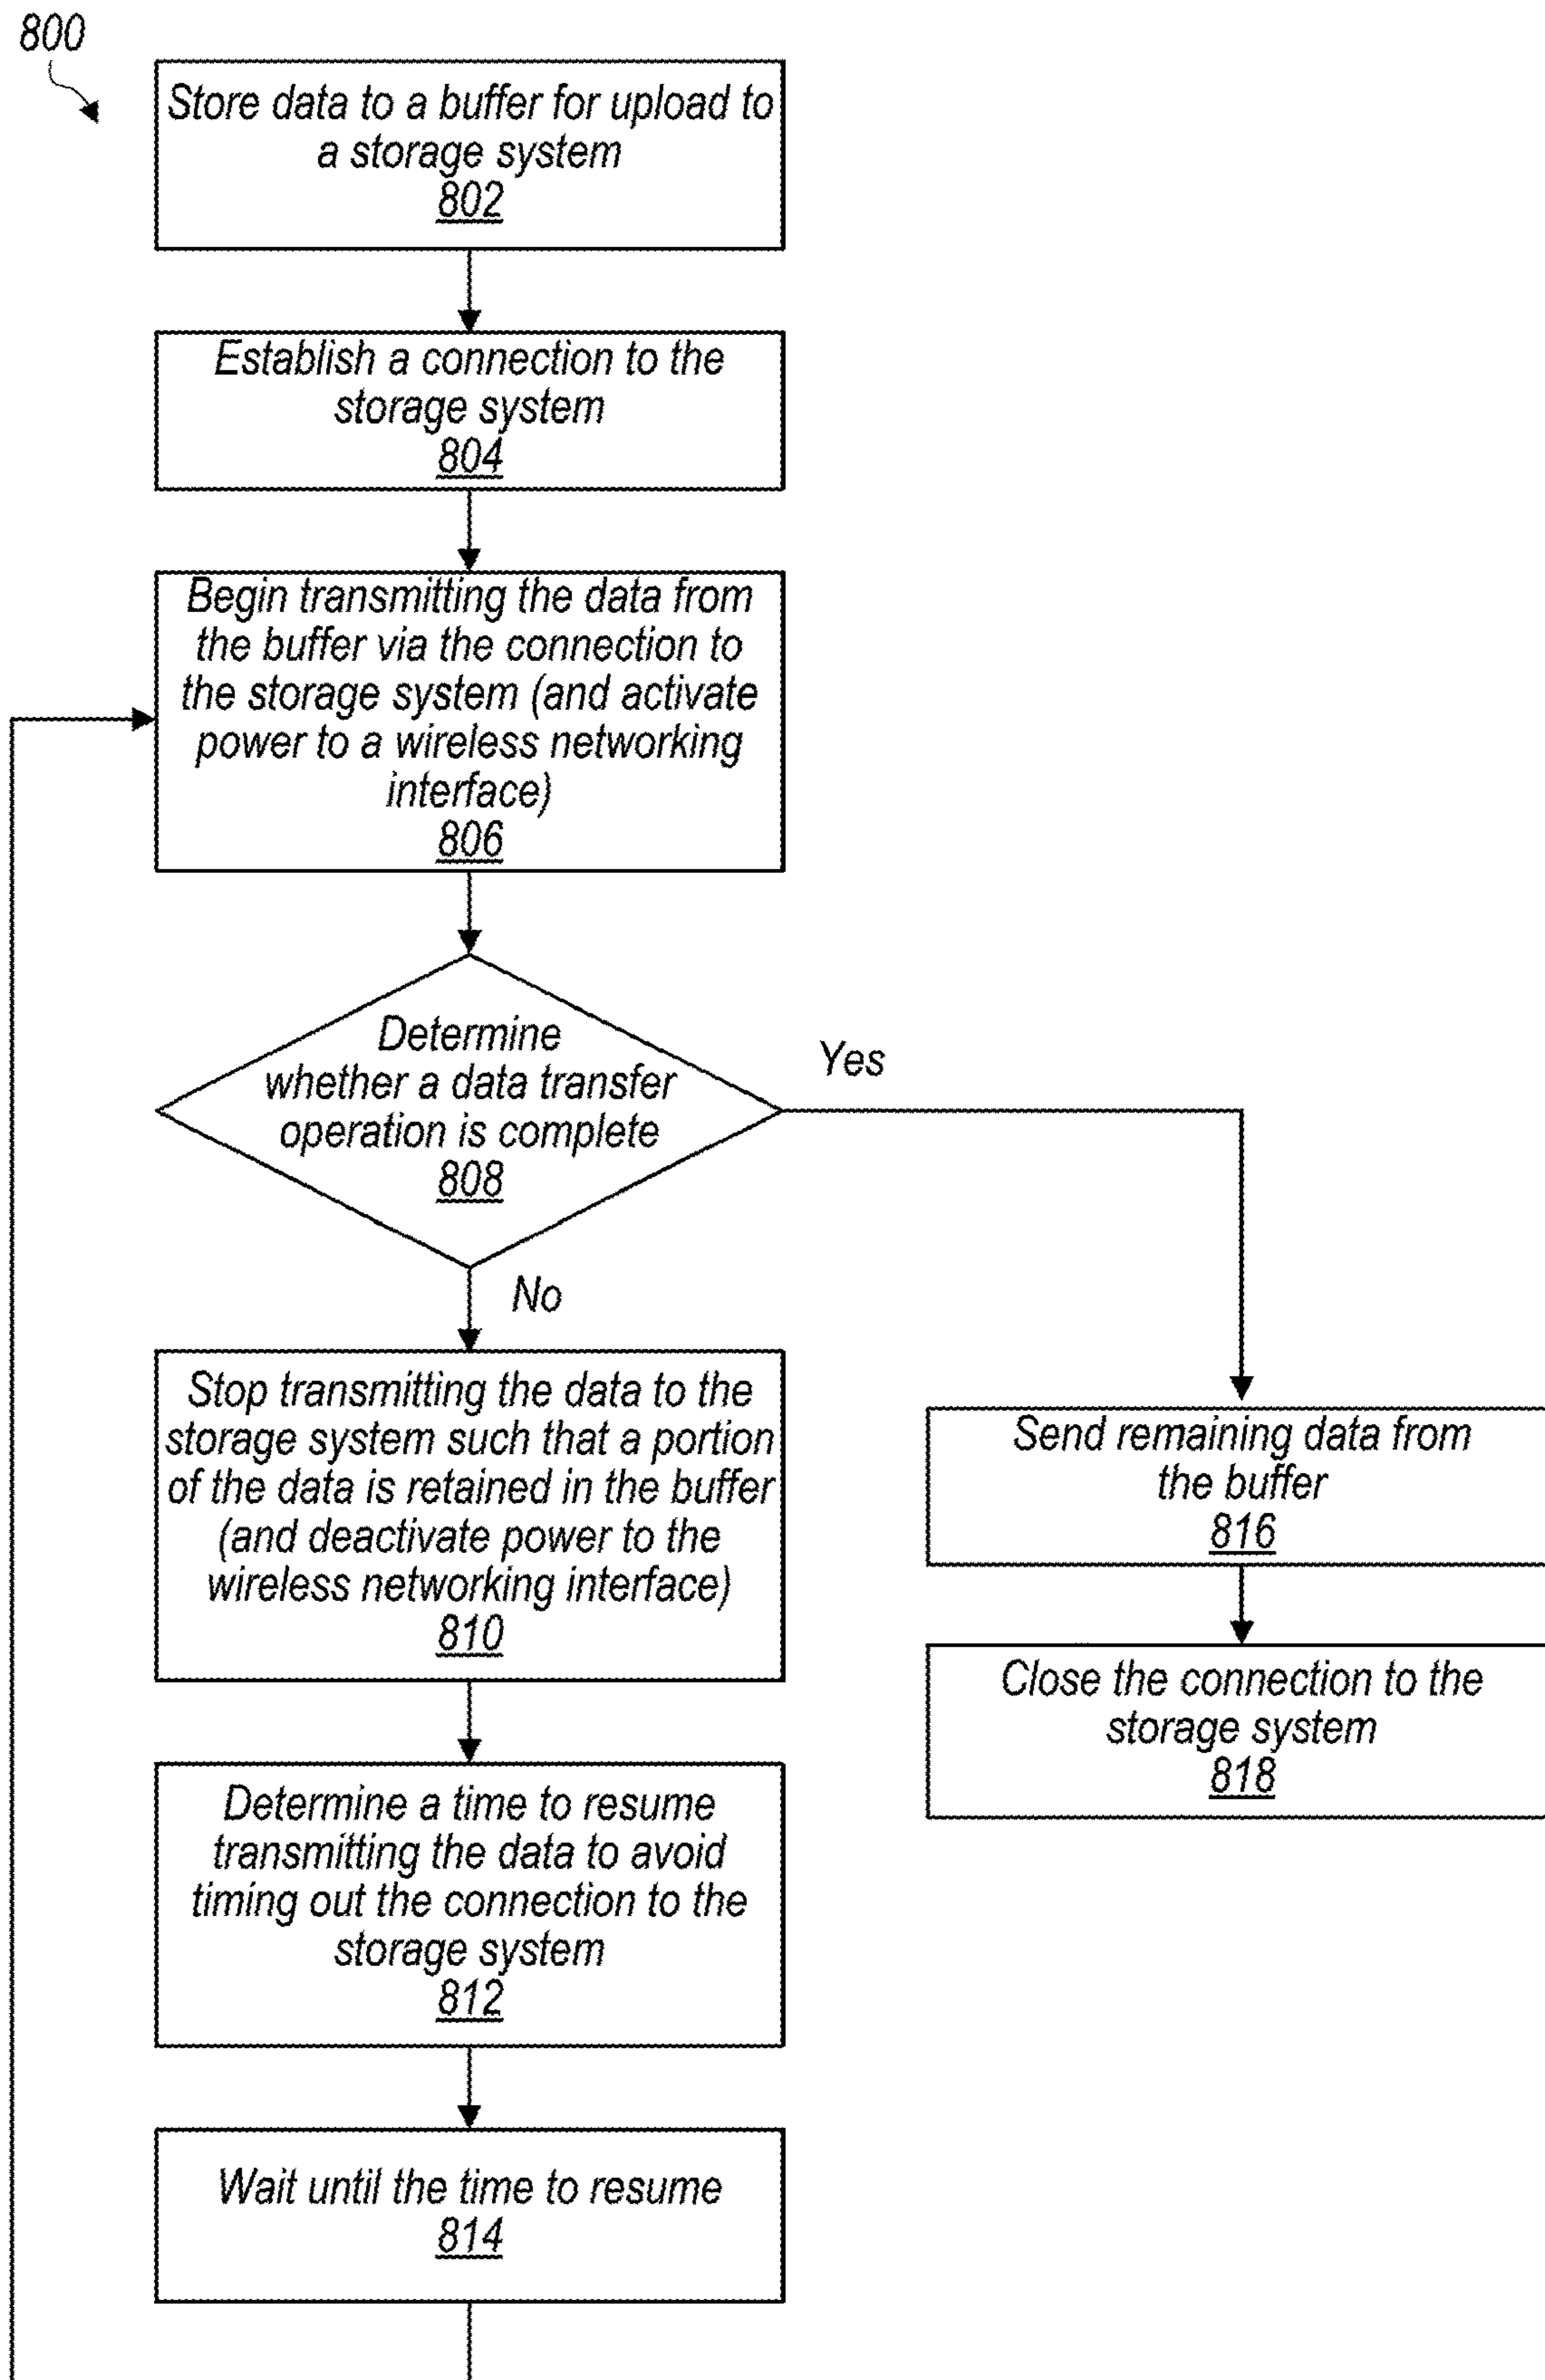 800
Store data to a buffer for upload to
a storage system
802
Establish a connection to the
storage system
804
Begin transmitting the data from
the buffer via the connection to
the storage system (and activate
power to a wireless networking
interface)
806
Determine
whether a data transfer
operation is complete
808
Yes
No
Stop transmitting the data to the
storage system such that a portion
of the data is retained in the buffer
(and deactivate power to the
wireless networking interface)
810
Send remaining data from
the buffer
816
Close the connection to the
storage system
818
Determine a time to resume
transmitting the data to avoid
timing out the connection to the
storage system
812
Wait until the time to resume
814